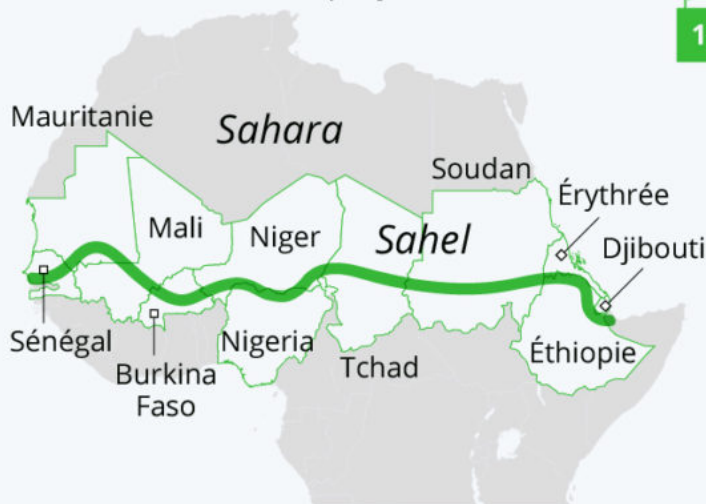 1
Mauritanie
Sahara
Soudan
Érythrée
Mali
Niger
Sahel
Djibouti
Sénégal
Nigeria
Éthiopie
Burkina
Faso
Tchad